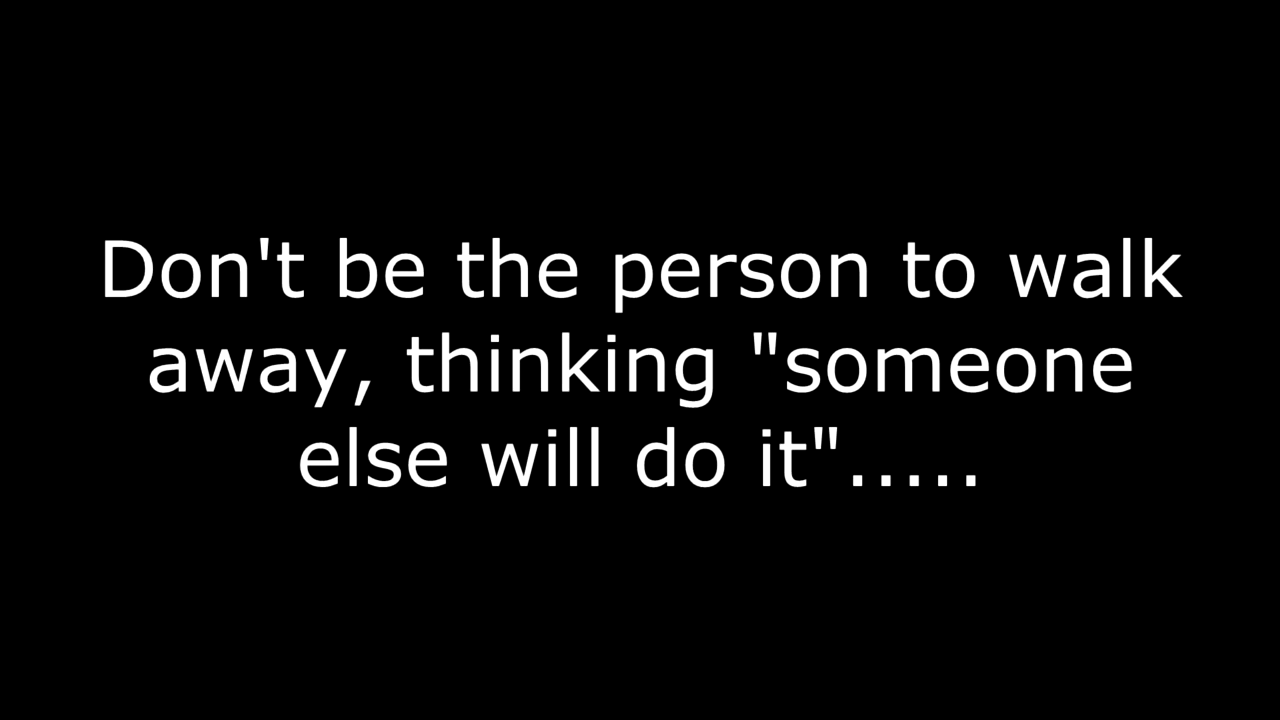 Don't be the person to walk
away, thinking "someone
else will do it".....